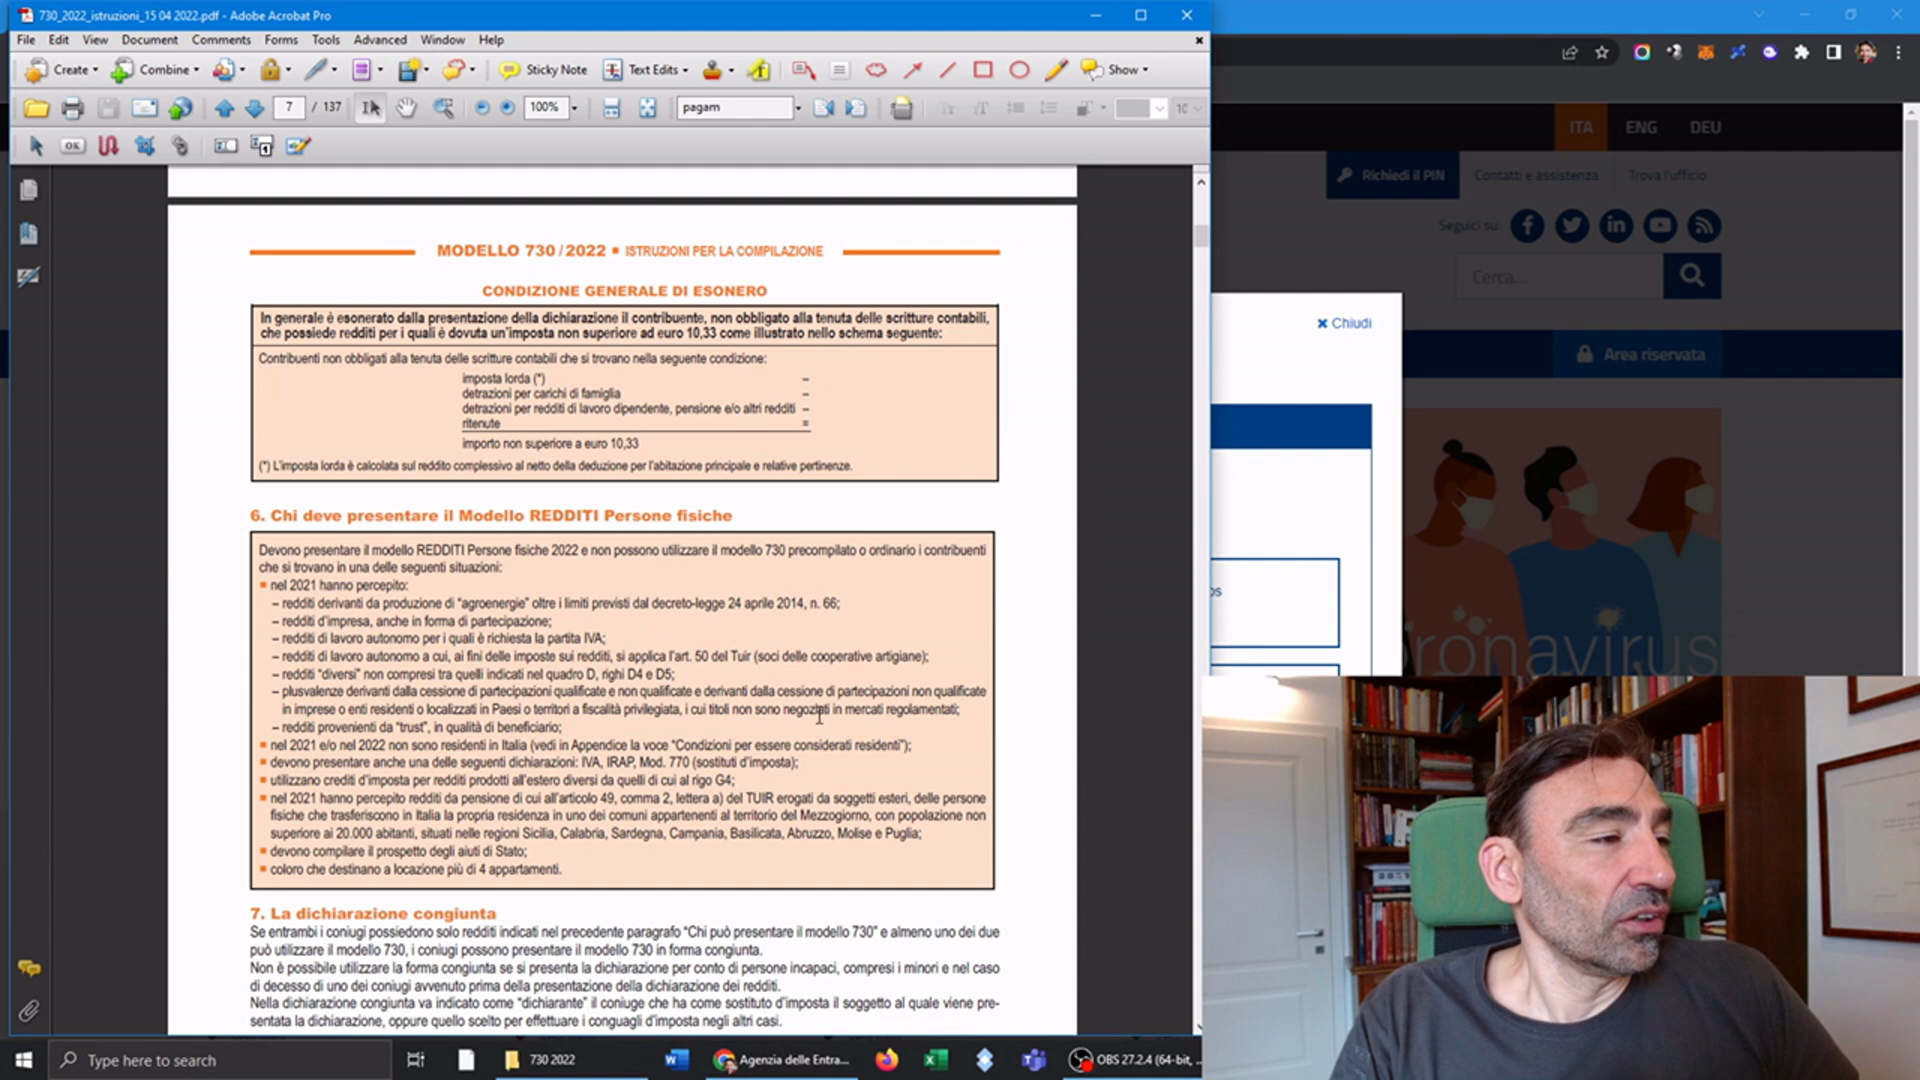 730_2022_istruzioni_15 04 2022.pdf - Adobe Acrobat Pro
File Edit View Document Comments Forms Tools Advanced Window Help
Create Combine Sticky Note Text Edits Show
7 / 137 100% pagam
OK
ITA ENG DEU
Richiedi il PIN Contatti e assistenza Trova l'ufficio
Seguici su:
Cerca...
Chiudi
Area riservata
MODELLO 730/2022 ▪ ISTRUZIONI PER LA COMPILAZIONE
CONDIZIONE GENERALE DI ESONERO
In generale è esonerato dalla presentazione della dichiarazione il contribuente, non obbligato alla tenuta delle scritture contabili,
che possiede redditi per i quali è dovuta un'imposta non superiore ad euro 10,33 come illustrato nello schema seguente:
Contribuenti non obbligati alla tenuta delle scritture contabili che si trovano nella seguente condizione:
imposta lorda (*) –
detrazioni per carichi di famiglia –
detrazioni per redditi di lavoro dipendente, pensione e/o altri redditi –
ritenute =
importo non superiore a euro 10,33
(*) L'imposta lorda è calcolata sul reddito complessivo al netto della deduzione per l'abitazione principale e relative pertinenze.
6. Chi deve presentare il Modello REDDITI Persone fisiche
Devono presentare il modello REDDITI Persone fisiche 2022 e non possono utilizzare il modello 730 precompilato o ordinario i contribuenti
che si trovano in una delle seguenti situazioni:
▪ nel 2021 hanno percepito:
– redditi derivanti da produzione di "agroenergie" oltre i limiti previsti dal decreto-legge 24 aprile 2014, n. 66;
– redditi d'impresa, anche in forma di partecipazione;
– redditi di lavoro autonomo per i quali è richiesta la partita IVA;
– redditi di lavoro autonomo a cui, ai fini delle imposte sui redditi, si applica l'art. 50 del Tuir (soci delle cooperative artigiane);
– redditi "diversi" non compresi tra quelli indicati nel quadro D, righi D4 e D5;
– plusvalenze derivanti dalla cessione di partecipazioni qualificate e non qualificate e derivanti dalla cessione di partecipazioni non qualificate
in imprese o enti residenti o localizzati in Paesi o territori a fiscalità privilegiata, i cui titoli non sono negoziati in mercati regolamentati;
– redditi provenienti da "trust", in qualità di beneficiario;
▪ nel 2021 e/o nel 2022 non sono residenti in Italia (vedi in Appendice la voce "Condizioni per essere considerati residenti");
▪ devono presentare anche una delle seguenti dichiarazioni: IVA, IRAP, Mod. 770 (sostituti d'imposta);
▪ utilizzano crediti d'imposta per redditi prodotti all'estero diversi da quelli di cui al rigo G4;
▪ nel 2021 hanno percepito redditi da pensione di cui all'articolo 49, comma 2, lettera a) del TUIR erogati da soggetti esteri, delle persone
fisiche che trasferiscono in Italia la propria residenza in uno dei comuni appartenenti al territorio del Mezzogiorno, con popolazione non
superiore ai 20.000 abitanti, situati nelle regioni Sicilia, Calabria, Sardegna, Campania, Basilicata, Abruzzo, Molise e Puglia;
▪ devono compilare il prospetto degli aiuti di Stato;
▪ coloro che destinano a locazione più di 4 appartamenti.
7. La dichiarazione congiunta
Se entrambi i coniugi possiedono solo redditi indicati nel precedente paragrafo "Chi può presentare il modello 730" e almeno uno dei due
può utilizzare il modello 730, i coniugi possono presentare il modello 730 in forma congiunta.
Non è possibile utilizzare la forma congiunta se si presenta la dichiarazione per conto di persone incapaci, compresi i minori e nel caso
di decesso di uno dei coniugi avvenuto prima della presentazione della dichiarazione dei redditi.
Nella dichiarazione congiunta va indicato come "dichiarante" il coniuge che ha come sostituto d'imposta il soggetto al quale viene pre-
sentata la dichiarazione, oppure quello scelto per effettuare i conguagli d'imposta negli altri casi.
os
ronavirus
Type here to search 730 2022 Agenzia delle Entra... OBS 27.2.4 (64-bit, ...